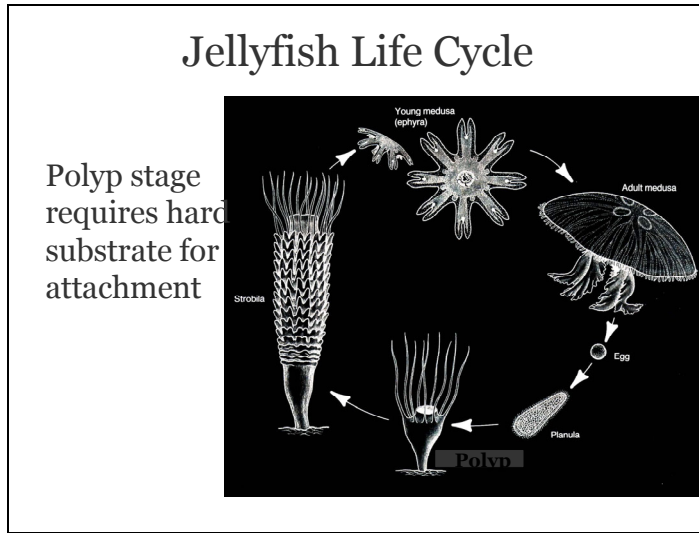 Jellyfish Life Cycle
Polyp stage
requires hard
substrate for
attachment
Young medusa
(ephyra)
Adult medusa
Strobila
Egg
Planula
Polyp